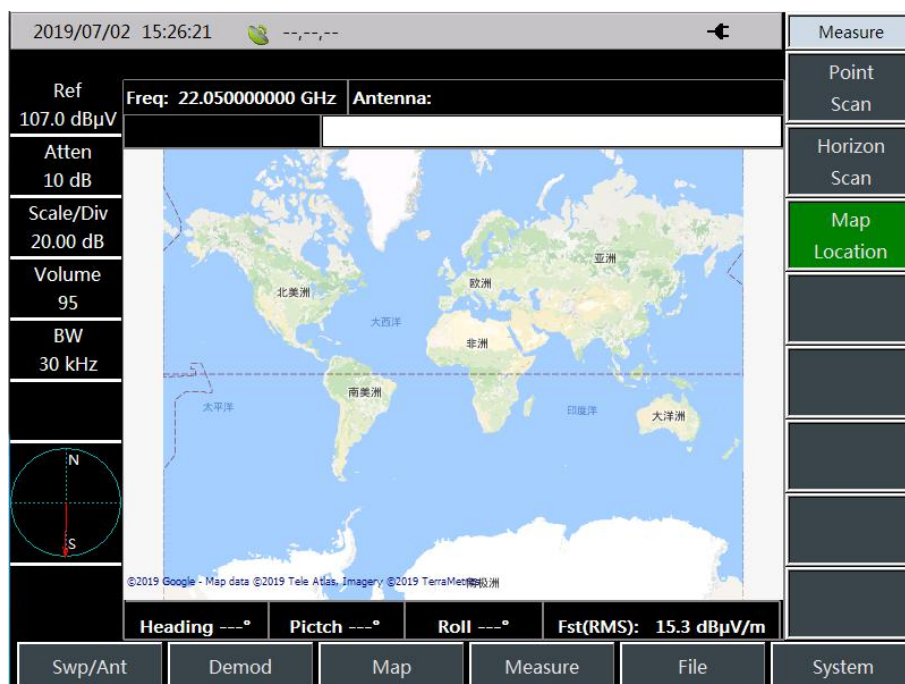 2019/07/02 15:26:21 --,--,--
Ref
107.0 dBµV
Atten
10 dB
Scale/Div
20.00 dB
Volume
95
BW
30 kHz
N
S
Freq: 22.050000000 GHz Antenna:
亚洲
欧洲
北美洲
大西洋
非洲
南美洲
太平洋
印度洋
大洋洲
©2019 Google - Map data ©2019 Tele Atlas, Imagery ©2019 TerraMetrics
南极洲
Heading ---° Pictch ---° Roll ---° Fst(RMS): 15.3 dBµV/m
Measure
Point
Scan
Horizon
Scan
Map
Location
Swp/Ant Demod Map Measure File System